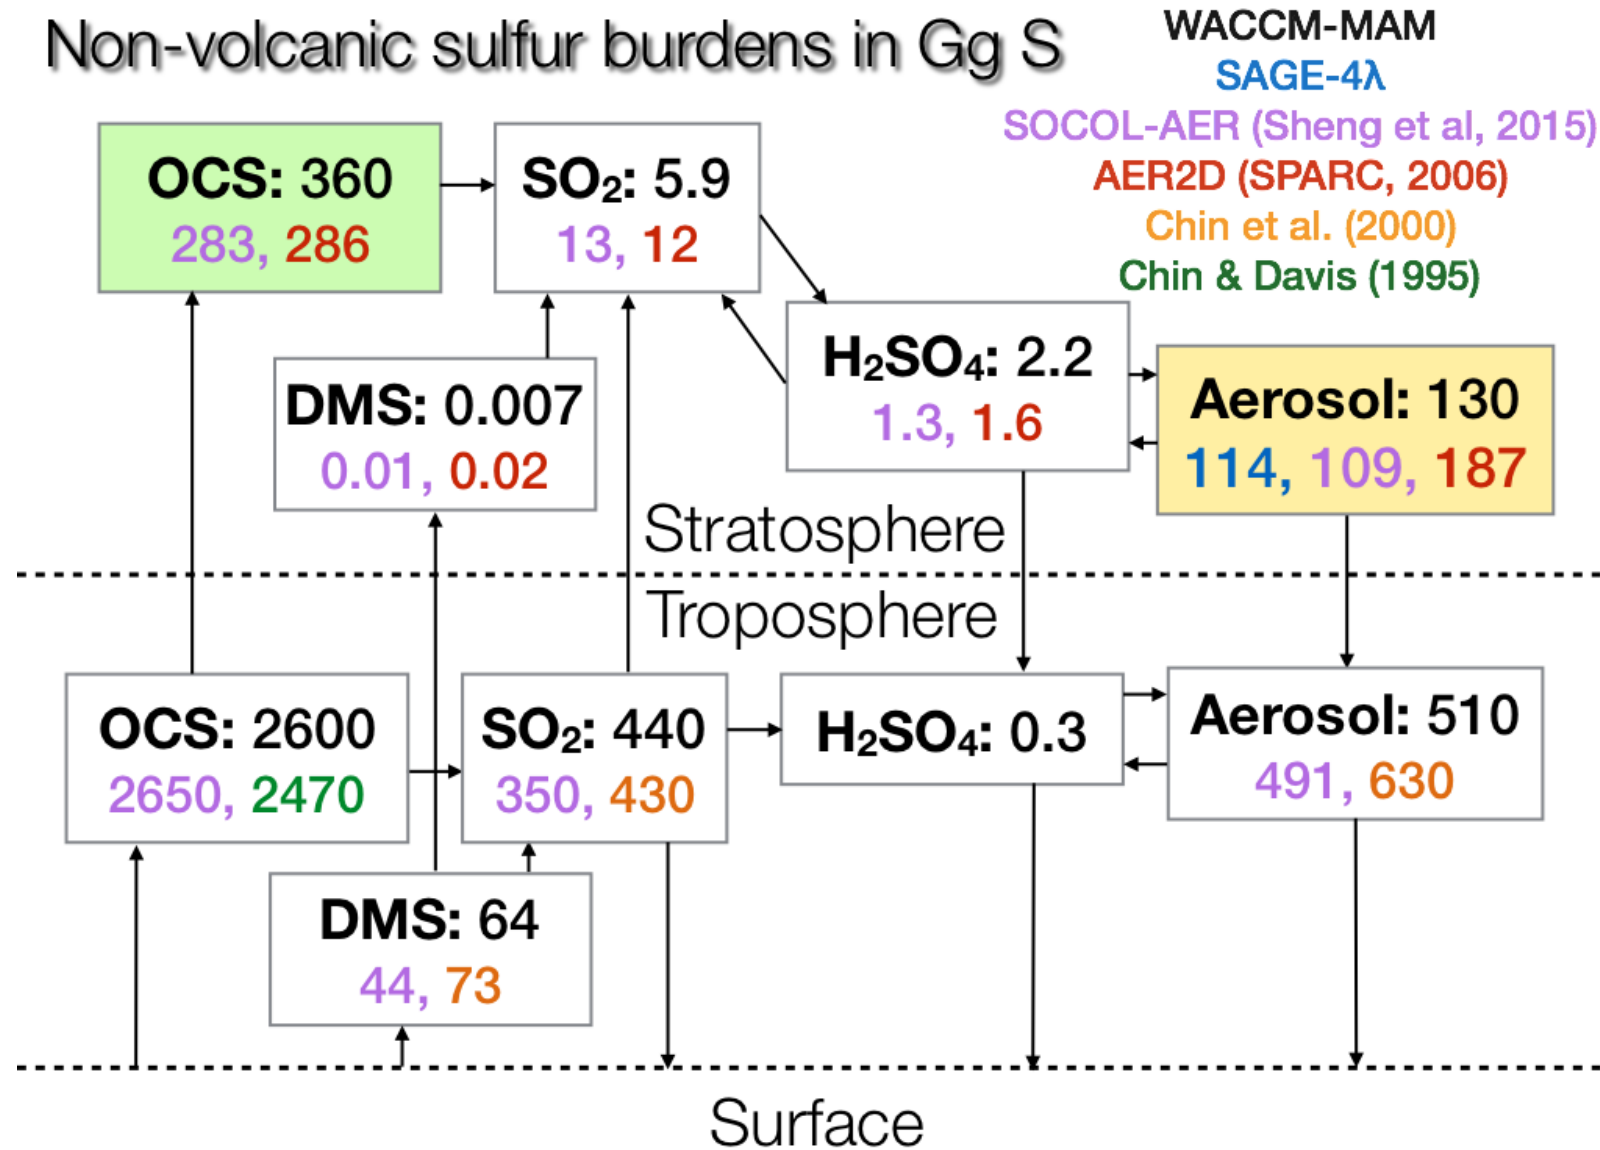 Non-volcanic sulfur burdens in Gg S
WACCM-MAM
SAGE-4λ
SOCOL-AER (Sheng et al, 2015)
AER2D (SPARC, 2006)
Chin et al. (2000)
Chin & Davis (1995)
OCS: 360
283, 286
SO₂: 5.9
13, 12
H₂SO₄: 2.2
1.3, 1.6
Aerosol: 130
114, 109, 187
DMS: 0.007
0.01, 0.02
Stratosphere
Troposphere
OCS: 2600
2650, 2470
SO₂: 440
350, 430
H₂SO₄: 0.3
Aerosol: 510
491, 630
DMS: 64
44, 73
Surface